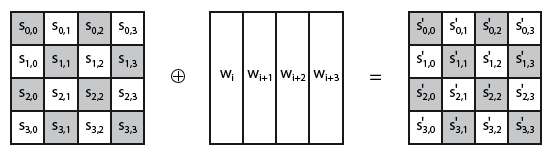 s0,0 s0,1 s0,2 s0,3 s'0,0 s'0,1 s'0,2 s'0,3
s1,0 s1,1 s1,2 s1,3 s'1,0 s'1,1 s'1,2 s'1,3
⊕ wi wi+1 wi+2 wi+3 =
s2,0 s2,1 s2,2 s2,3 s'2,0 s'2,1 s'2,2 s'2,3
s3,0 s3,1 s3,2 s3,3 s'3,0 s'3,1 s'3,2 s'3,3